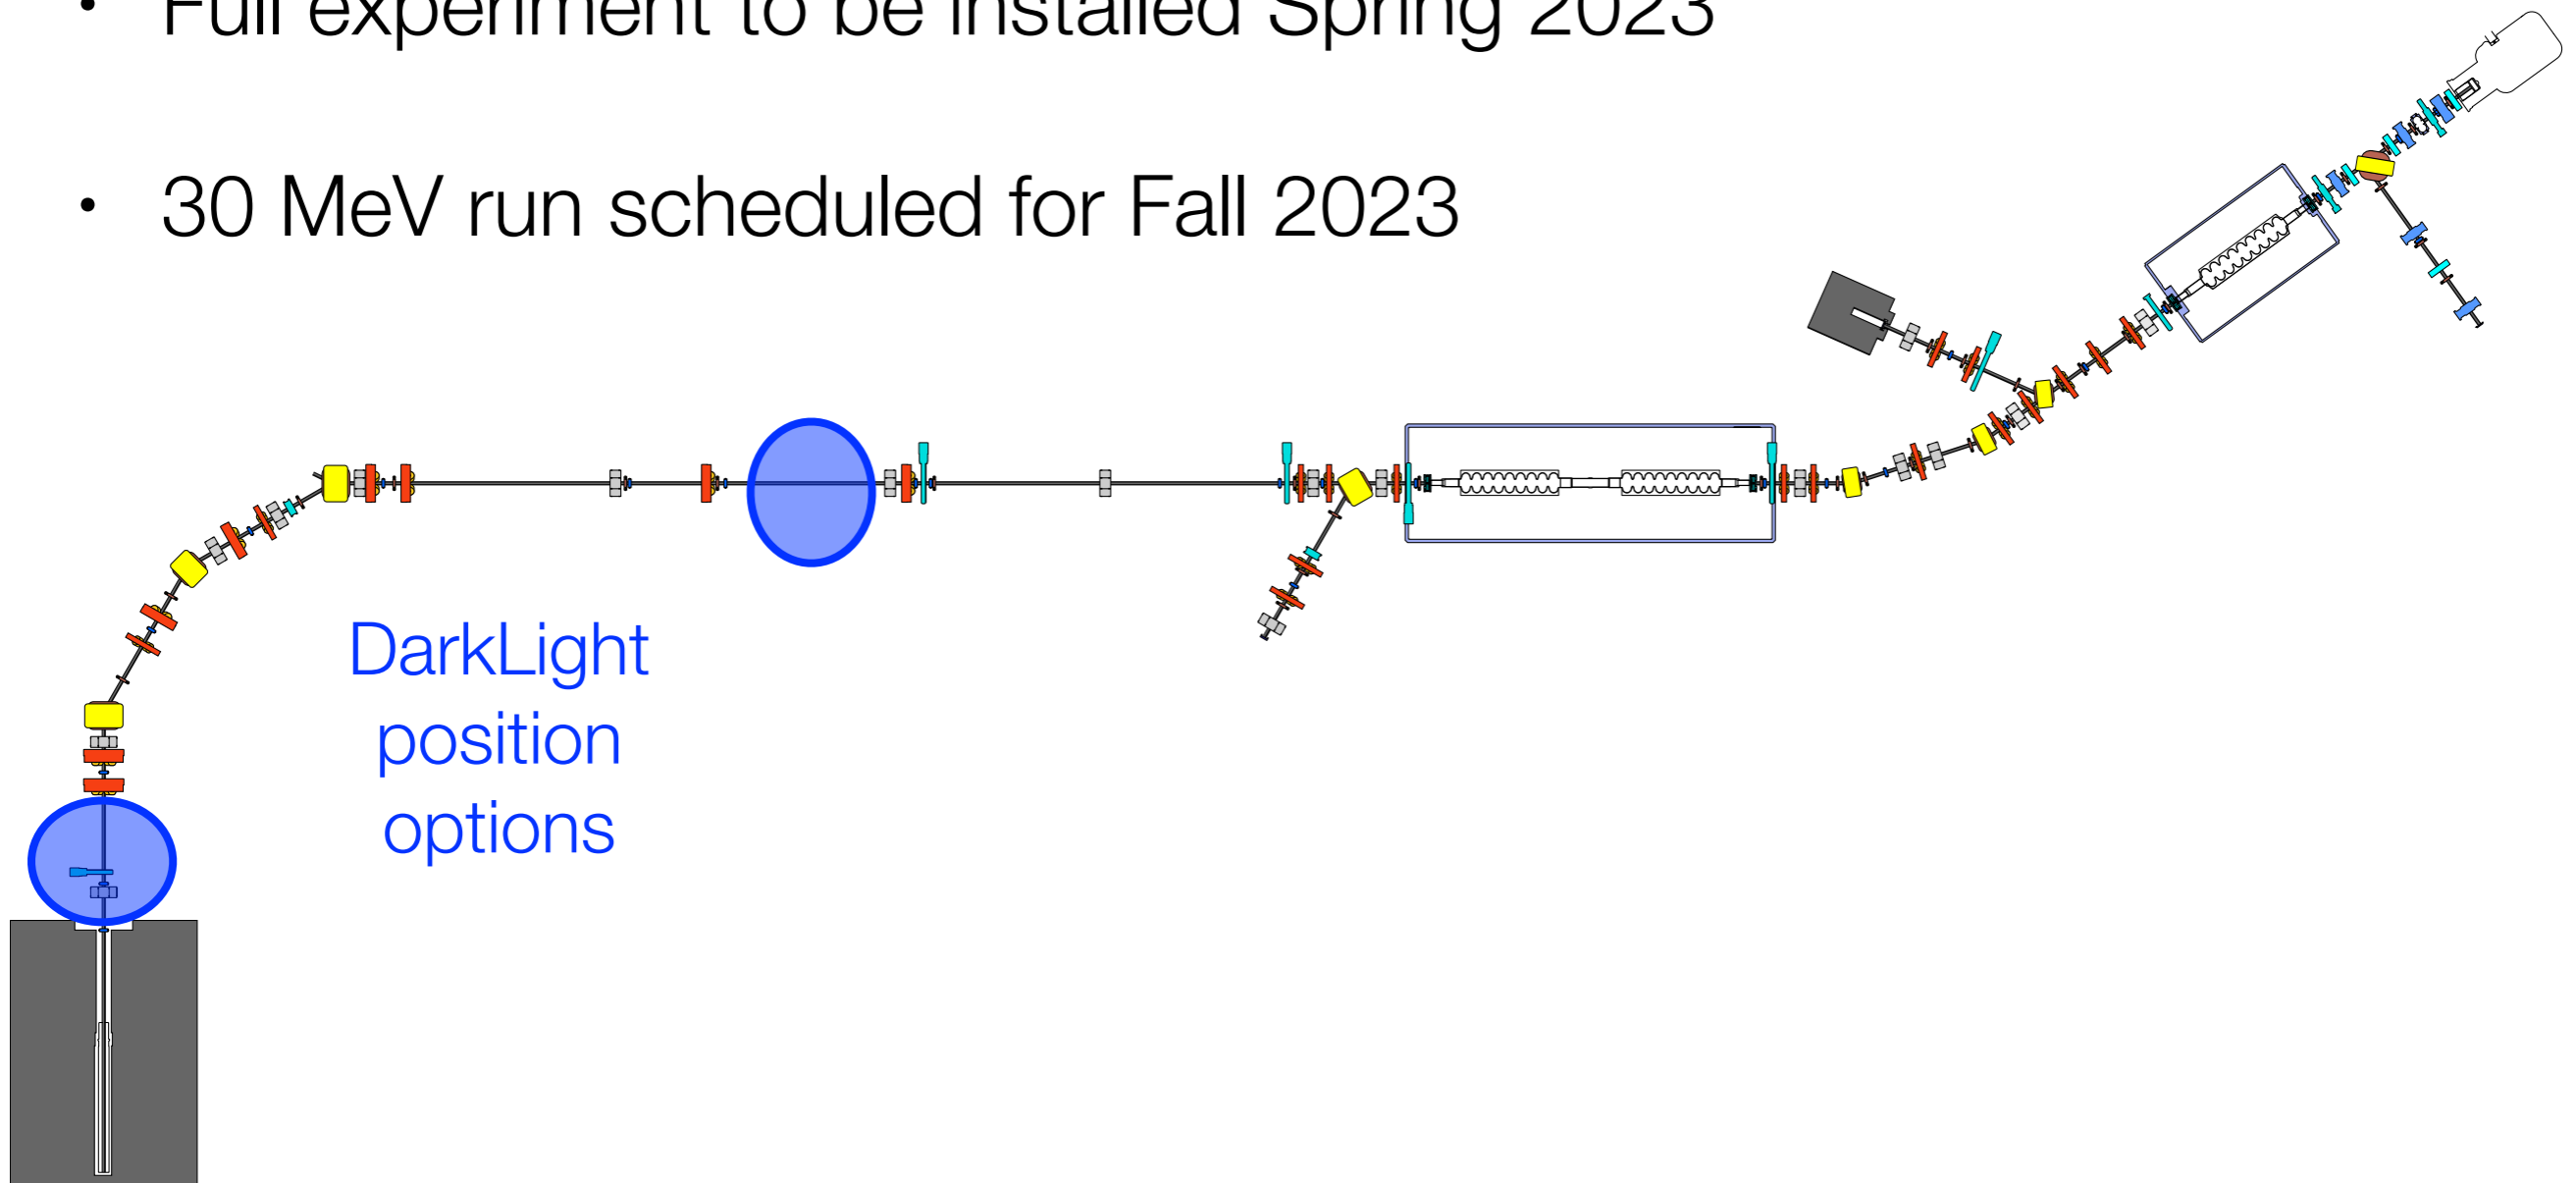 • Full experiment to be installed Spring 2023
• 30 MeV run scheduled for Fall 2023
DarkLight
position
options